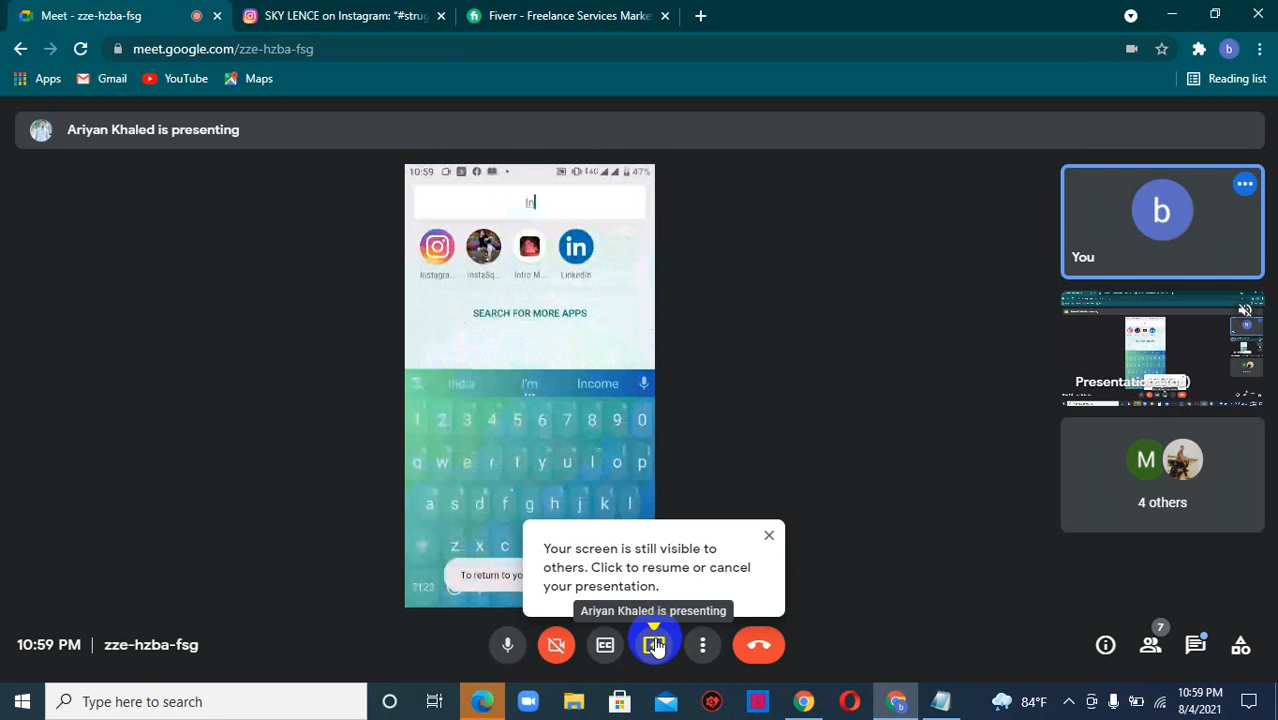 Meet - zze-hzba-fsg
SKY LENCE on Instagram: "#strug
Fiverr - Freelance Services Marke
meet.google.com/zze-hzba-fsg
b
Apps
Gmail
YouTube
Maps
Reading list
Ariyan Khaled is presenting
10:59
47%
In
Instagra...
InstaSq...
Intro M...
LinkedIn
SEARCH FOR MORE APPS
India
I'm
Income
1 2 3 4 5 6 7 8 9 0
q w e r t y u i o p
a s d f g h j k l
z x c
?123
To return to yo
b
You
Your screen is still visible to
others. Click to resume or cancel
your presentation.
Ariyan Khaled is presenting
M
4 others
10:59 PM
zze-hzba-fsg
CC
7
Type here to search
84°F
10:59 PM
8/4/2021